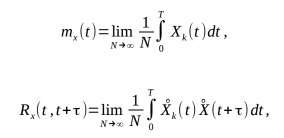 m_x(t)=lim_{N→∞} 1/N ∫_0^T X_k(t)dt,
R_x(t,t+τ)=lim_{N→∞} 1/N ∫_0^T X̊_k(t)X̊(t+τ)dt,